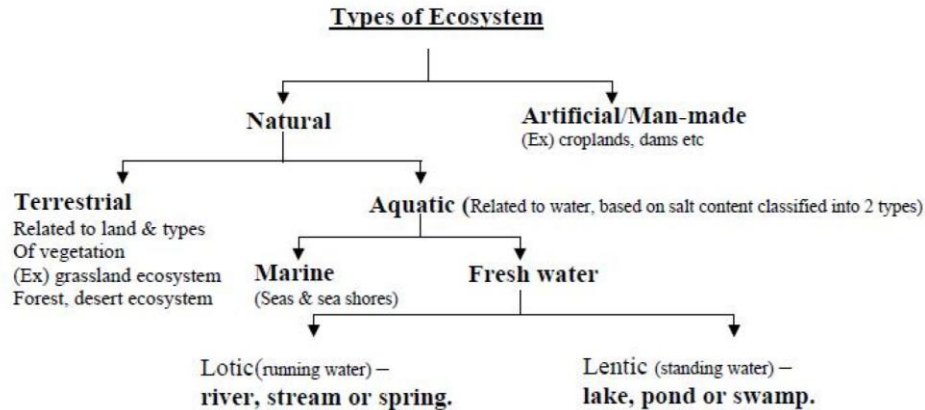 Types of Ecosystem
Natural
Artificial/Man-made
(Ex) croplands, dams etc
Terrestrial
Related to land & types
Of vegetation
(Ex) grassland ecosystem
Forest, desert ecosystem
Aquatic (Related to water, based on salt content classified into 2 types)
Marine
(Seas & sea shores)
Fresh water
Lotic(running water) –
river, stream or spring.
Lentic (standing water) –
lake, pond or swamp.